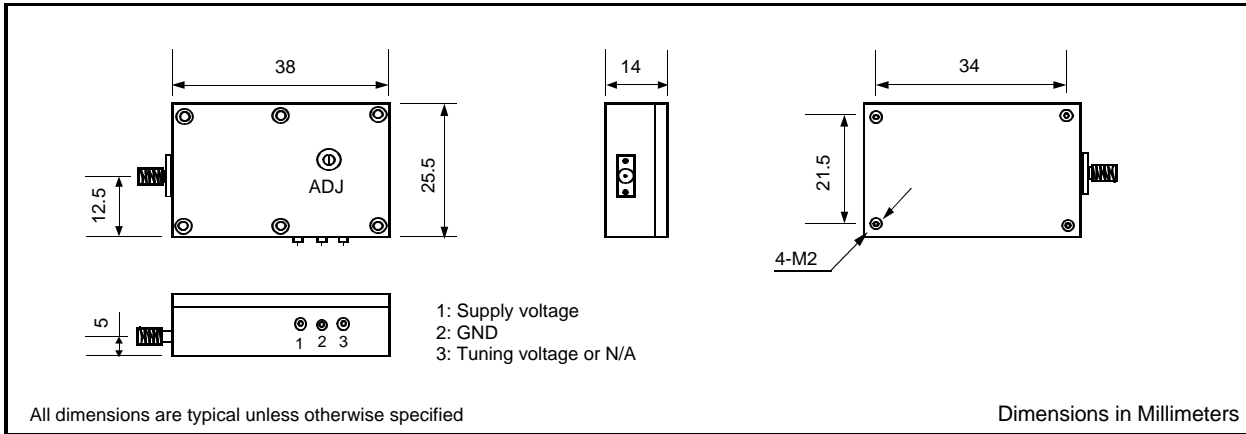 38
14
34
ADJ
12.5
25.5
21.5
4-M2
5
1 2 3
1: Supply voltage
2: GND
3: Tuning voltage or N/A
All dimensions are typical unless otherwise specified
Dimensions in Millimeters